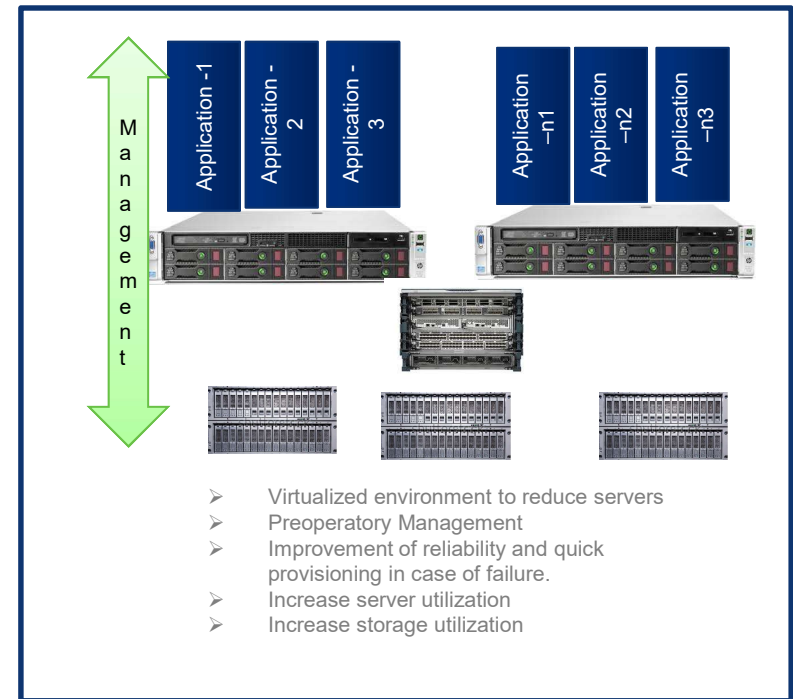 Management
Application -1
Application -
2
Application -
3
Application
–n1
Application
–n2
Application
–n3
➢ Virtualized environment to reduce servers
➢ Preoperatory Management
➢ Improvement of reliability and quick
provisioning in case of failure.
➢ Increase server utilization
➢ Increase storage utilization